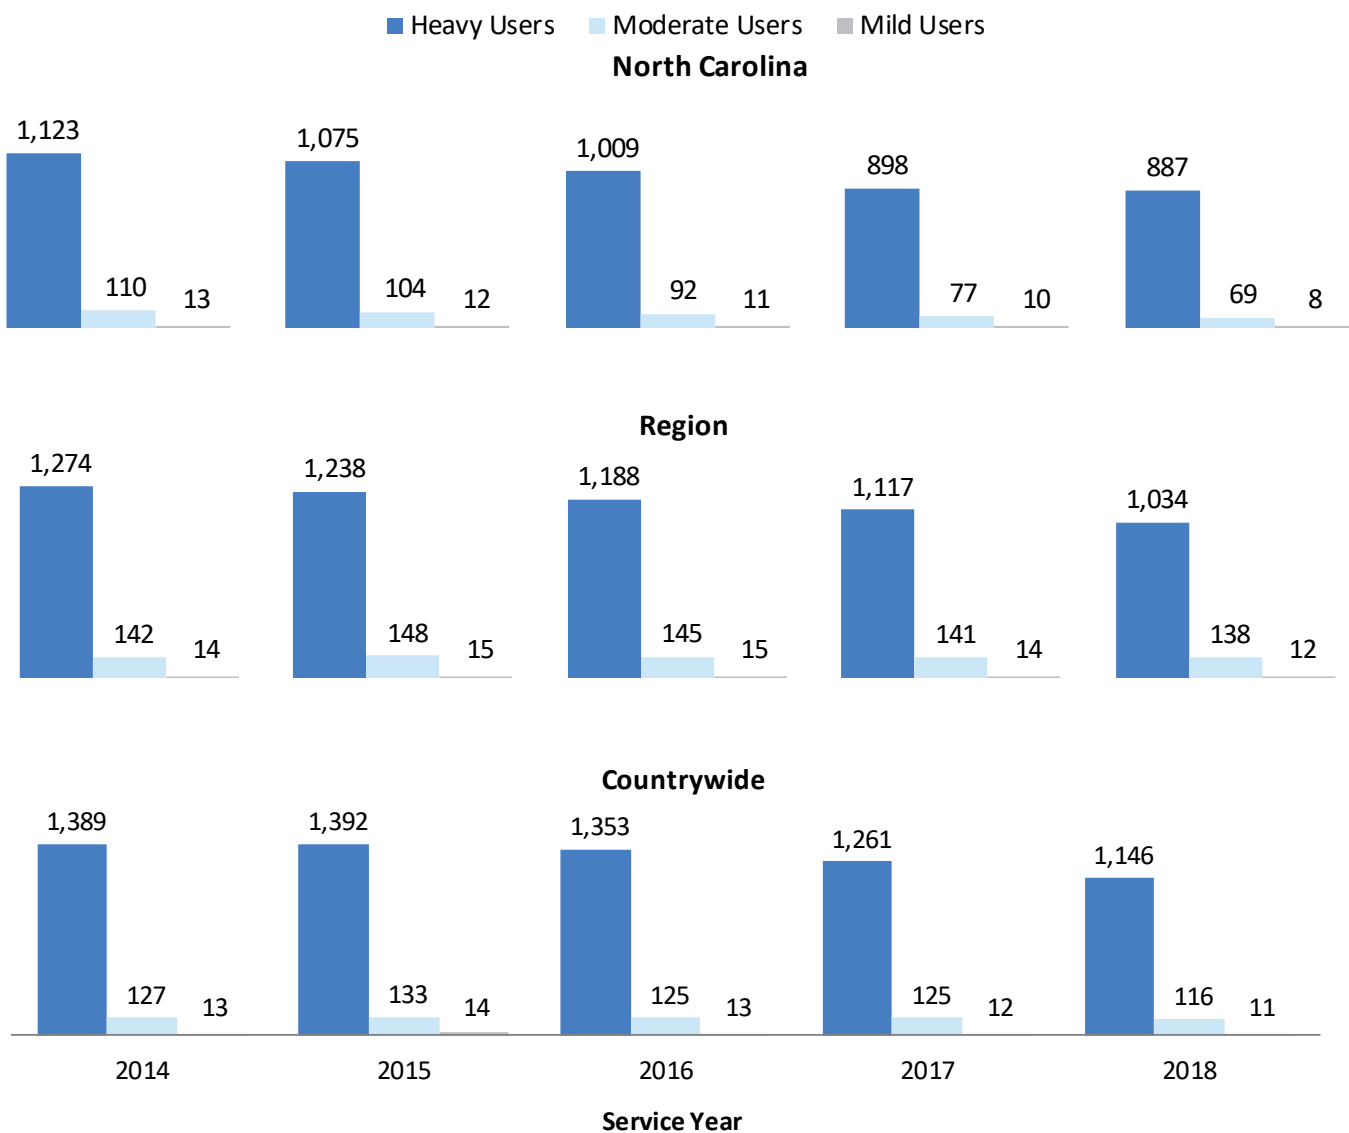 Heavy Users Moderate Users Mild Users
North Carolina
1,123 1,075 1,009 898 887
110 13 104 12 92 11 77 10 69 8
Region
1,274 1,238 1,188 1,117 1,034
142 14 148 15 145 15 141 14 138 12
Countrywide
1,389 1,392 1,353 1,261 1,146
127 13 133 14 125 13 125 12 116 11
2014 2015 2016 2017 2018
Service Year